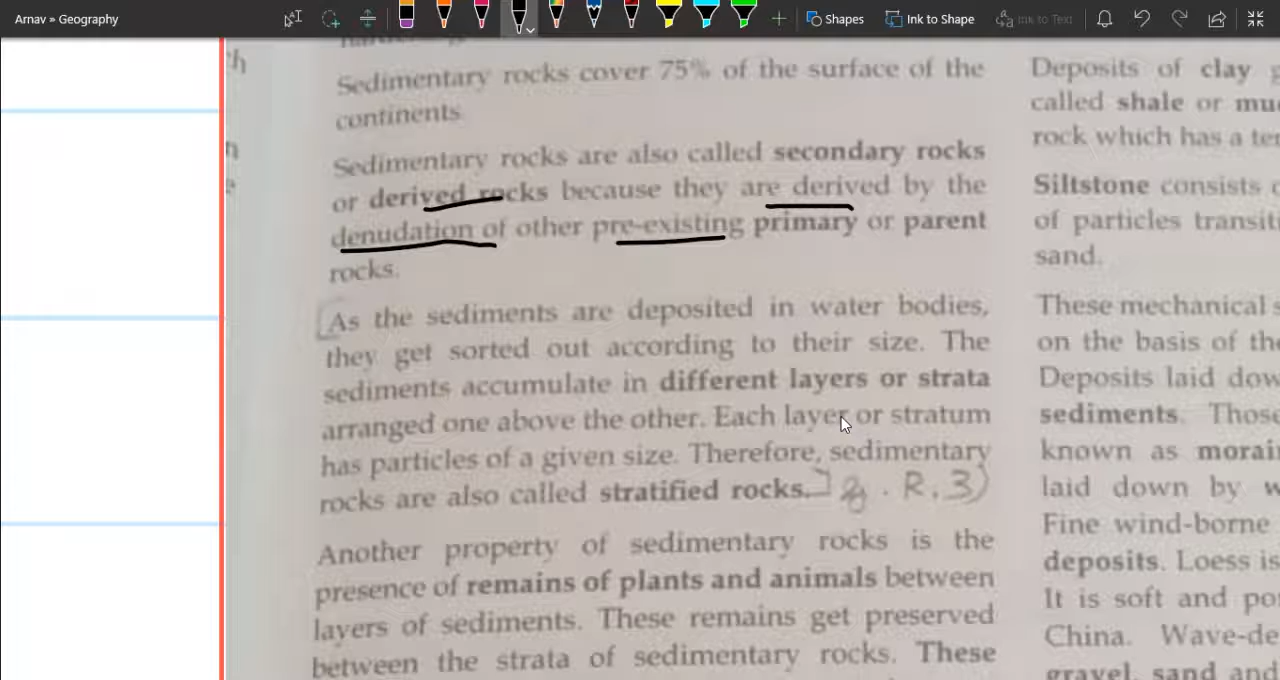 Arnav » Geography
Shapes
Ink to Shape
Ink to Text
Sedimentary rocks cover 75% of the surface of the
continents.
Sedimentary rocks are also called secondary rocks
or derived rocks because they are derived by the
denudation of other pre-existing primary or parent
rocks.
As the sediments are deposited in water bodies,
they get sorted out according to their size. The
sediments accumulate in different layers or strata
arranged one above the other. Each layer or stratum
has particles of a given size. Therefore, sedimentary
rocks are also called stratified rocks.
Another property of sedimentary rocks is the
presence of remains of plants and animals between
layers of sediments. These remains get preserved
between the strata of sedimentary rocks. These
Deposits of clay
called shale or
rock which has a
Siltstone consists
of particles
sand.
These mechanical
on the basis of
Deposits laid
sediments.
known as
laid down by
Fine wind-borne
deposits. Loess is
It is soft and
China.
gravel, sand and